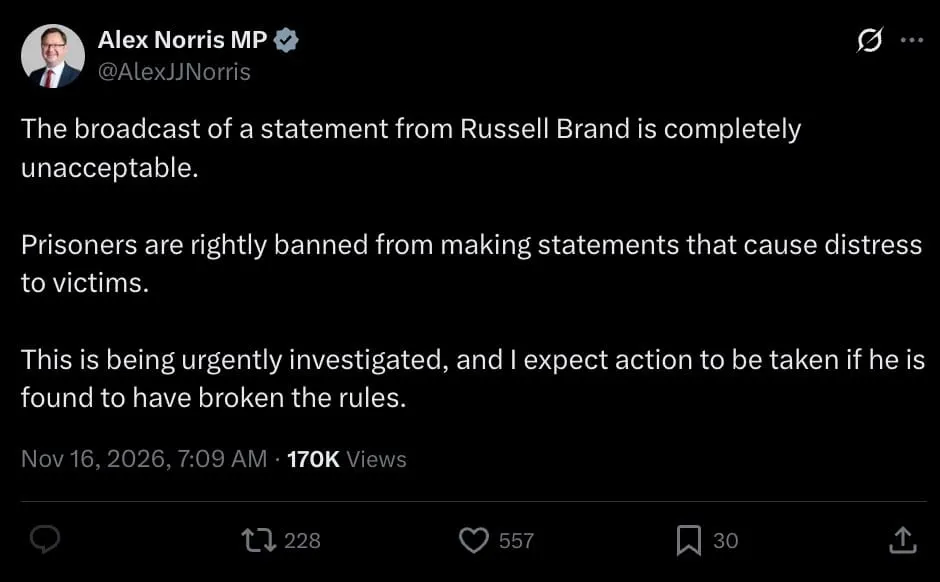 Alex Norris MP
@AlexJJNorris
The broadcast of a statement from Russell Brand is completely
unacceptable.
Prisoners are rightly banned from making statements that cause distress
to victims.
This is being urgently investigated, and I expect action to be taken if he is
found to have broken the rules.
Nov 16, 2026, 7:09 AM · 170K Views
228 557 30